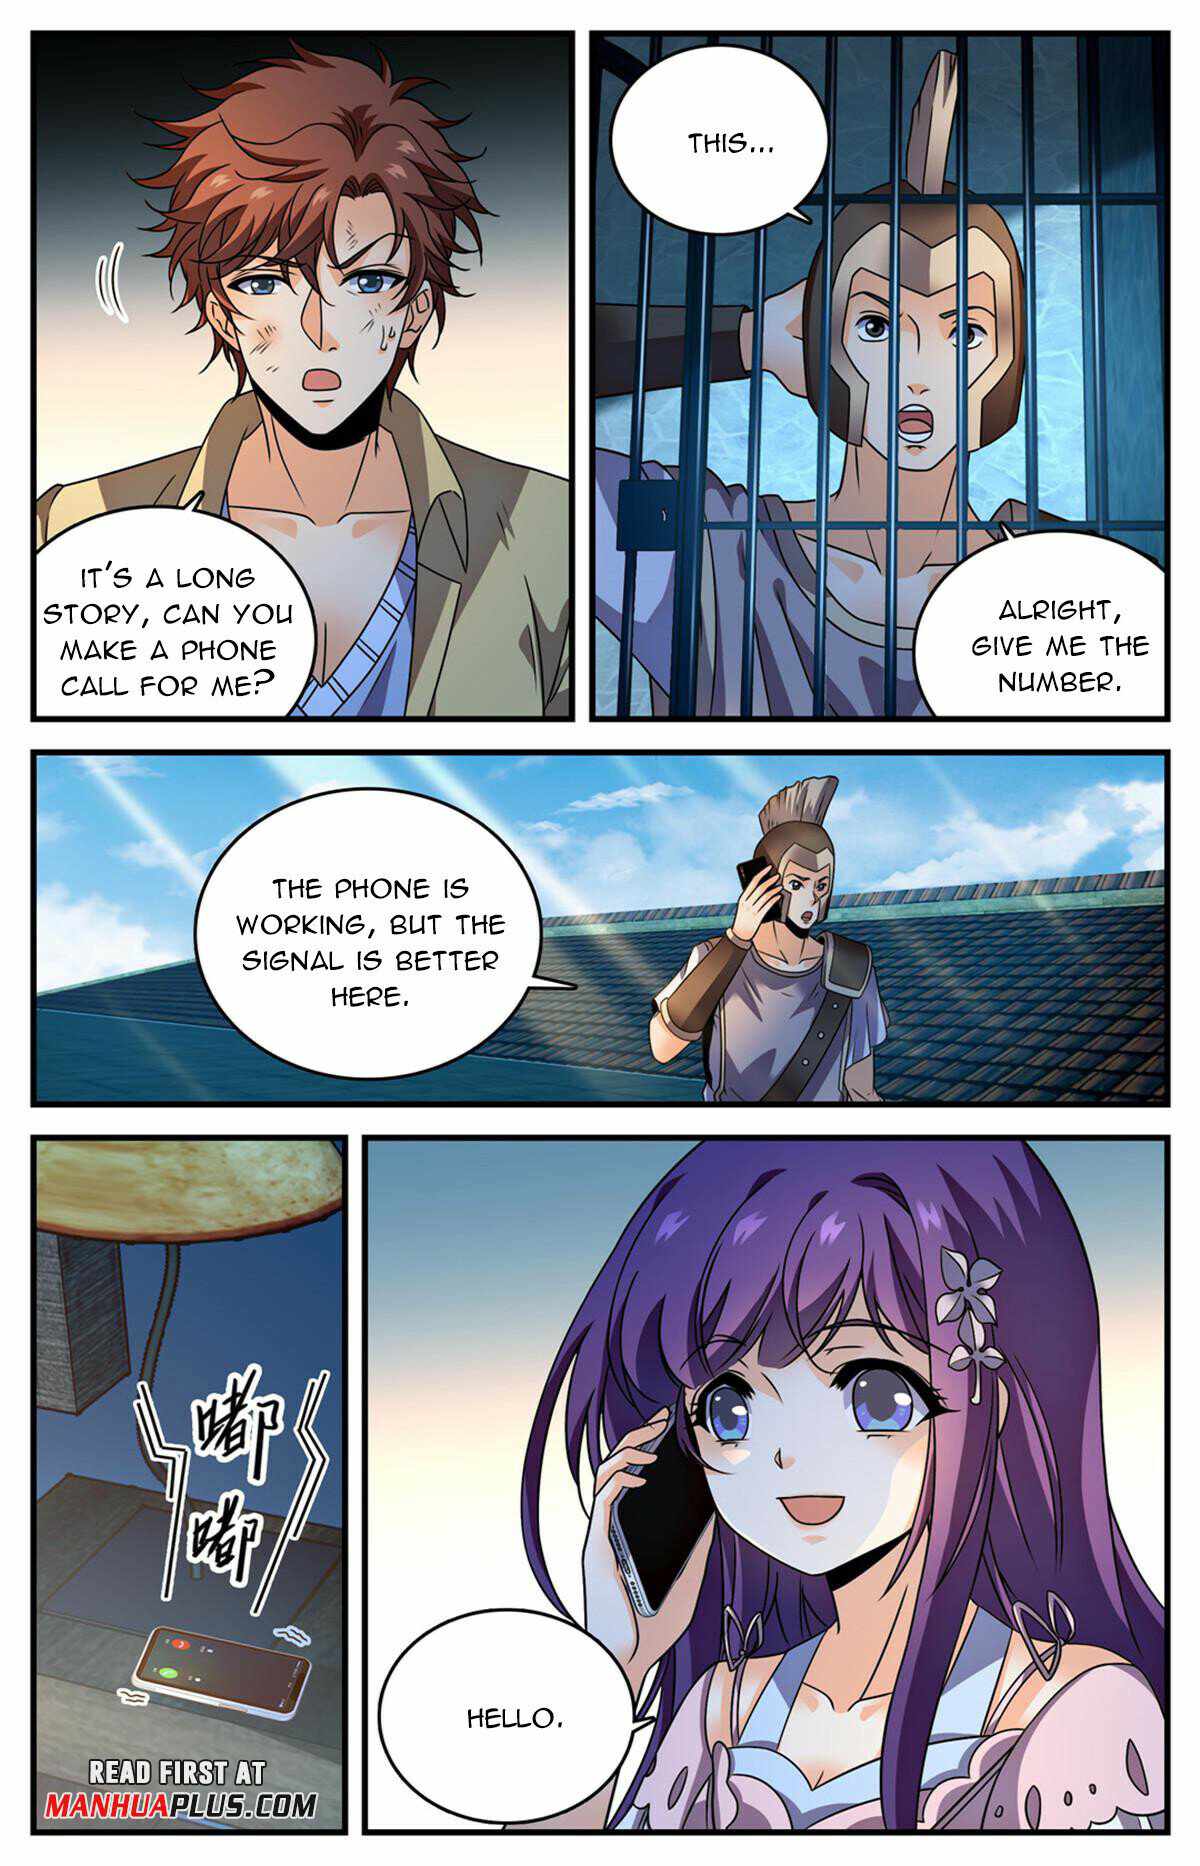 IT'S A LONG
STORY, CAN YOU
MAKE A PHONE
CALL FOR ME?
THIS...
ALRIGHT,
GIVE ME THE
NUMBER.
THE PHONE IS
WORKING, BUT THE
SIGNAL IS BETTER
HERE.
嘟
嘟
READ FIRST AT
MANHUAPLUS.COM
HELLO.